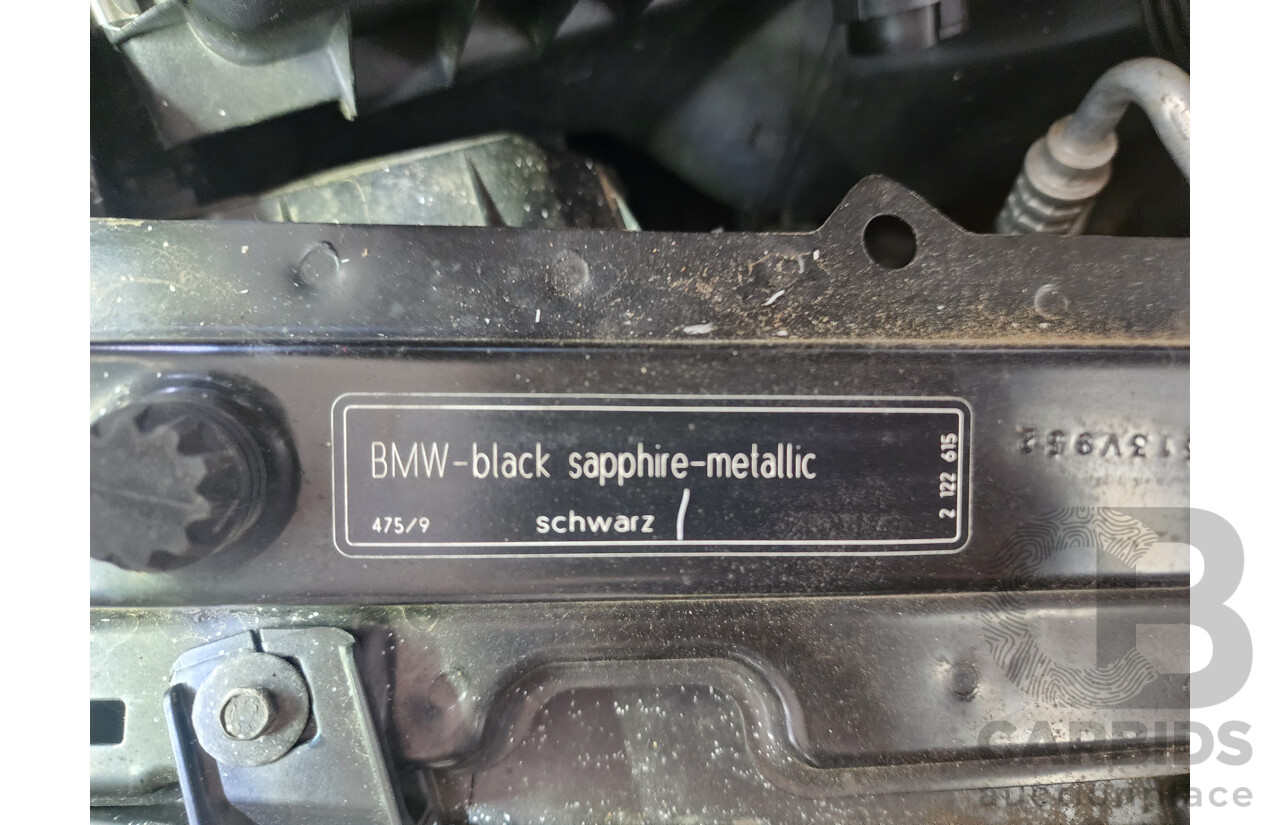 BMW-black sapphire-metallic
475/9 schwarz
2 122 615
CARBIDS